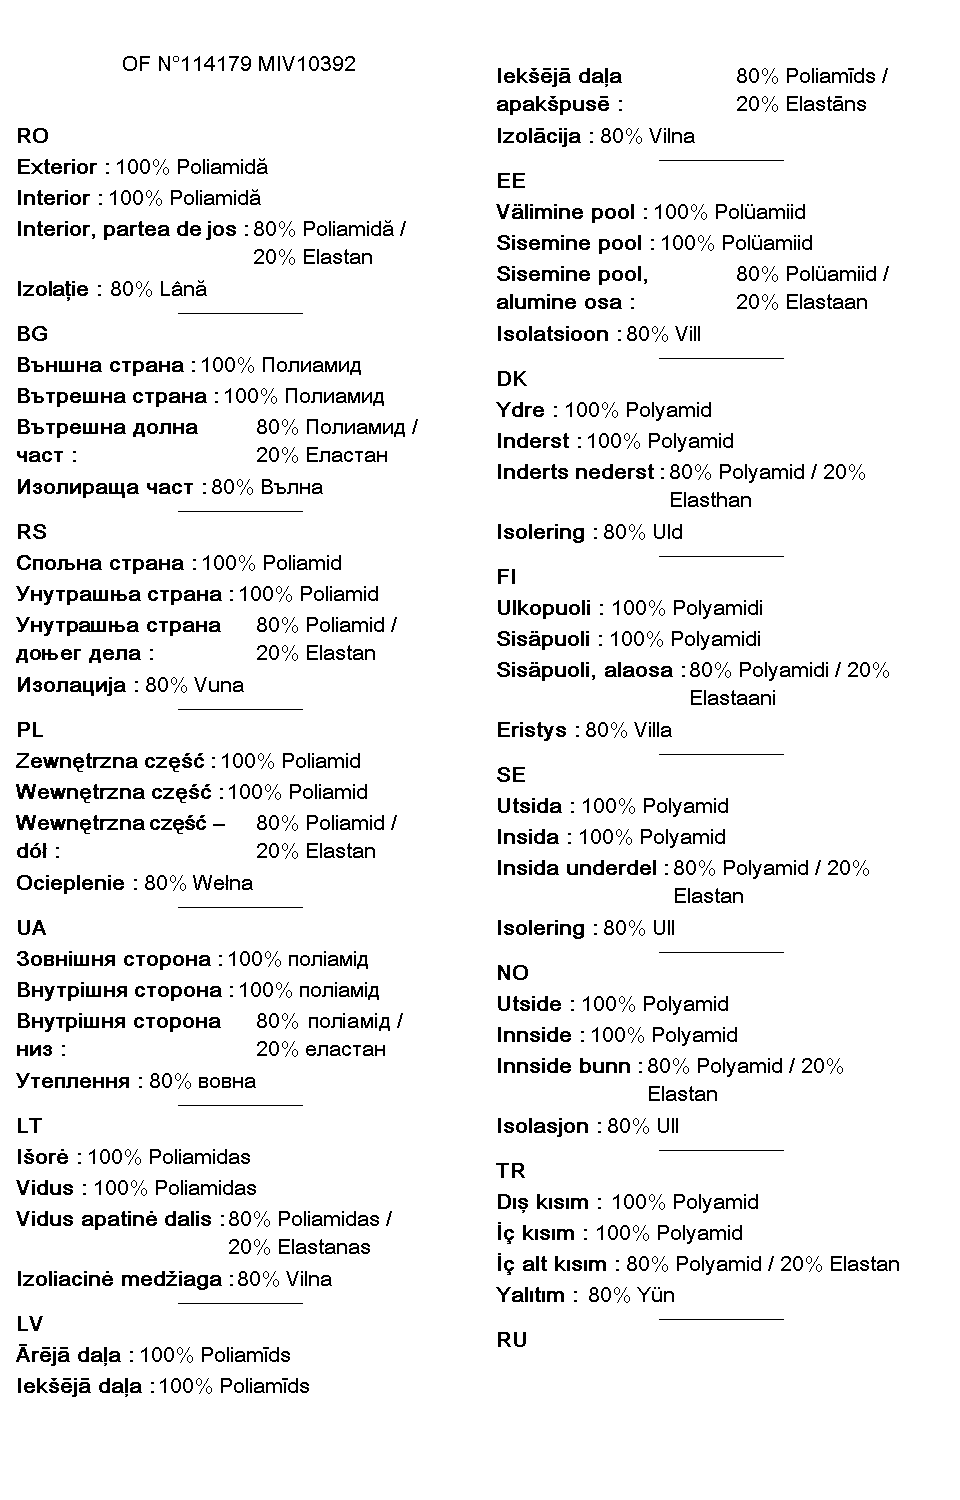 OF N°114179 MIV10392
RO
Exterior : 100% Poliamidă
Interior : 100% Poliamidă
Interior, partea de jos : 80% Poliamidă /
20% Elastan
Izolație : 80% Lână
BG
Външна страна : 100% Полиамид
Вътрешна страна : 100% Полиамид
Вътрешна долна 80% Полиамид /
част : 20% Еластан
Изолираща част : 80% Вълна
RS
Спољна страна : 100% Poliamid
Унутрашња страна : 100% Poliamid
Унутрашња страна 80% Poliamid /
доњег дела : 20% Elastan
Изолација : 80% Vuna
PL
Zewnętrzna część : 100% Poliamid
Wewnętrzna część : 100% Poliamid
Wewnętrzna część – 80% Poliamid /
dół : 20% Elastan
Ocieplenie : 80% Wełna
UA
Зовнішня сторона : 100% поліамід
Внутрішня сторона : 100% поліамід
Внутрішня сторона 80% поліамід /
низ : 20% еластан
Утеплення : 80% вовна
LT
Išorė : 100% Poliamidas
Vidus : 100% Poliamidas
Vidus apatinė dalis : 80% Poliamidas /
20% Elastanas
Izoliacinė medžiaga : 80% Vilna
LV
Ārējā daļa : 100% Poliamīds
Iekšējā daļa : 100% Poliamīds
Iekšējā daļa 80% Poliamīds /
apakšpusē : 20% Elastāns
Izolācija : 80% Vilna
EE
Välimine pool : 100% Polüamiid
Sisemine pool : 100% Polüamiid
Sisemine pool, 80% Polüamiid /
alumine osa : 20% Elastaan
Isolatsioon : 80% Vill
DK
Ydre : 100% Polyamid
Inderst : 100% Polyamid
Inderts nederst : 80% Polyamid / 20%
Elasthan
Isolering : 80% Uld
FI
Ulkopuoli : 100% Polyamidi
Sisäpuoli : 100% Polyamidi
Sisäpuoli, alaosa : 80% Polyamidi / 20%
Elastaani
Eristys : 80% Villa
SE
Utsida : 100% Polyamid
Insida : 100% Polyamid
Insida underdel : 80% Polyamid / 20%
Elastan
Isolering : 80% Ull
NO
Utside : 100% Polyamid
Innside : 100% Polyamid
Innside bunn : 80% Polyamid / 20%
Elastan
Isolasjon : 80% Ull
TR
Dış kısım : 100% Polyamid
İç kısım : 100% Polyamid
İç alt kısım : 80% Polyamid / 20% Elastan
Yalıtım : 80% Yün
RU